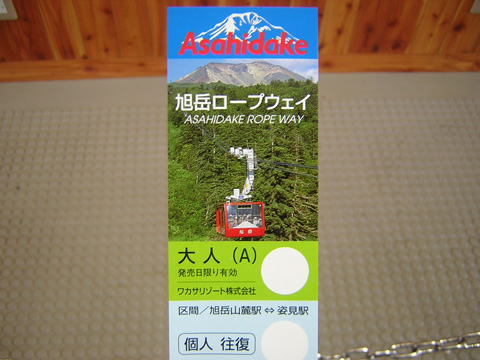 Asahidake
旭岳ロープウェイ
ASAHIDAKE ROPE WAY
旭岳
大人(A)
発売日限り有効
ワカサリゾート株式会社
区間/旭岳山麓駅⇔姿見駅
個人 往復